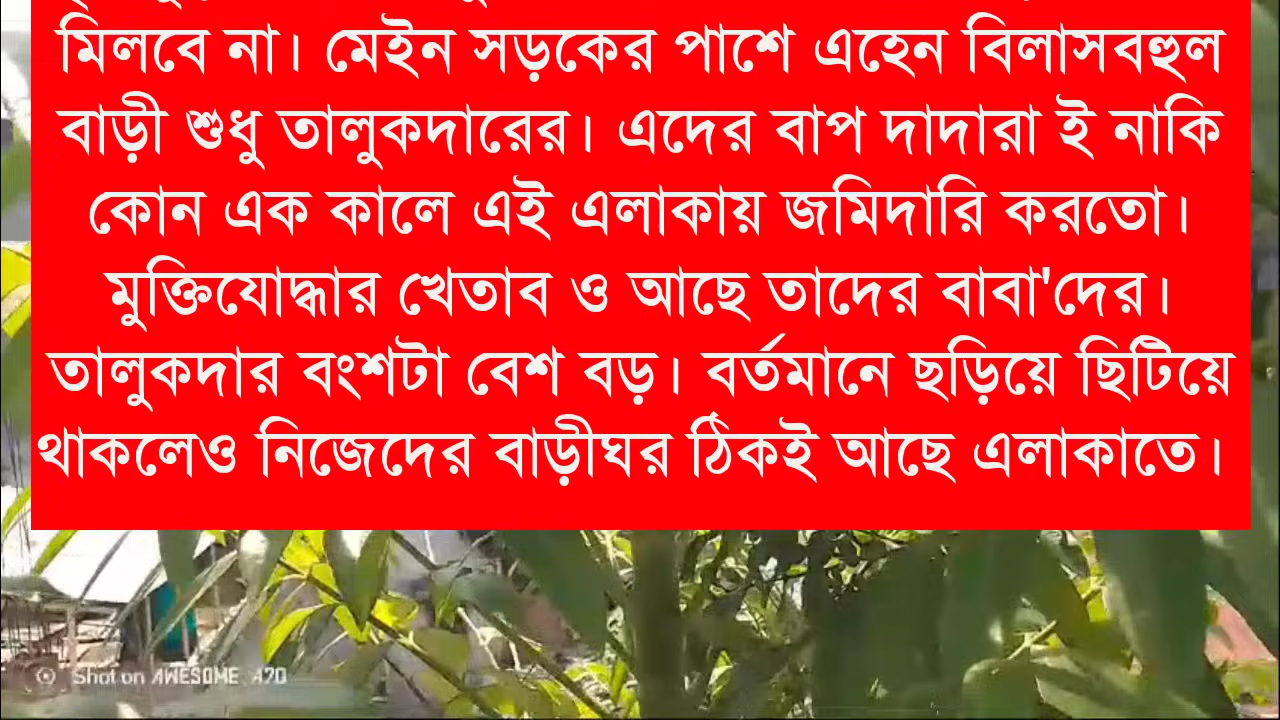 মিলবে না। মেইন সড়কের পাশে এহেন বিলাসবহুল
বাড়ী শুধু তালুকদারের। এদের বাপ দাদারা ই নাকি
কোন এক কালে এই এলাকায় জমিদারি করতো।
মুক্তিযোদ্ধার খেতাব ও আছে তাদের বাবা'দের।
তালুকদার বংশটা বেশ বড়। বর্তমানে ছড়িয়ে ছিটিয়ে
থাকলেও নিজেদের বাড়ীঘর ঠিকই আছে এলাকাতে।
Shot on AWESOME A70